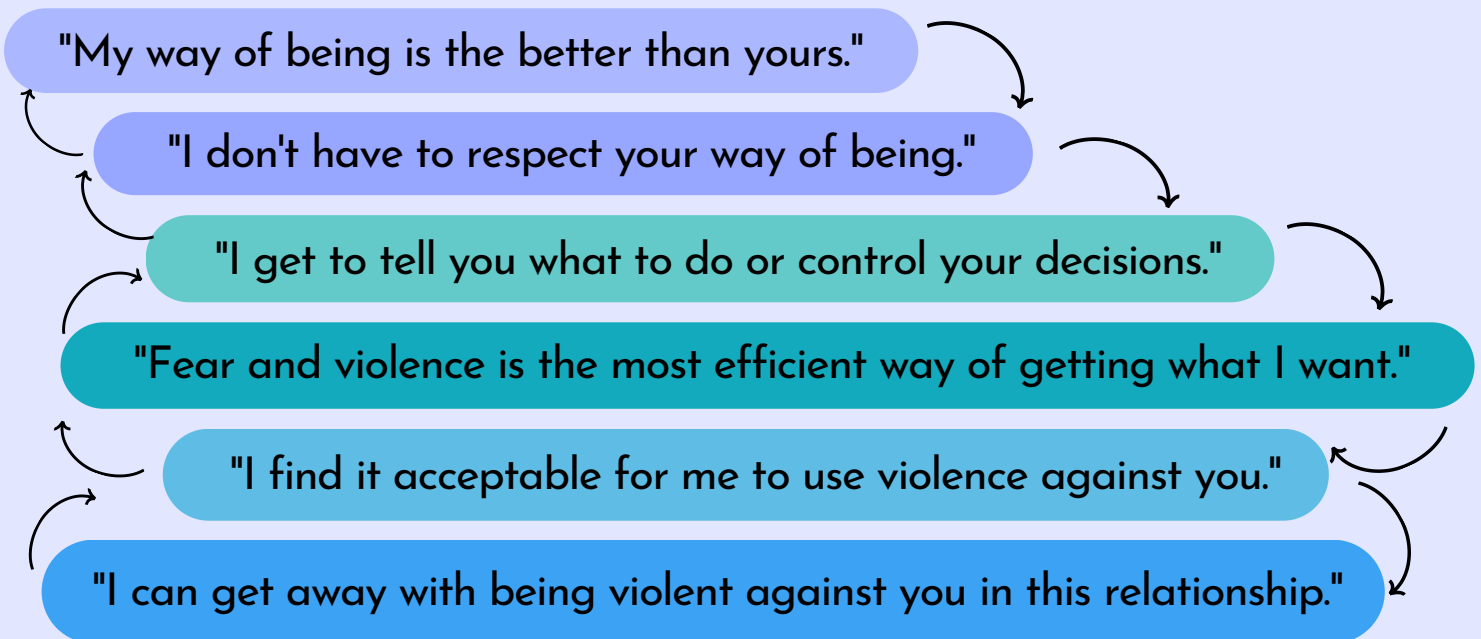 "My way of being is the better than yours."
"I don't have to respect your way of being."
"I get to tell you what to do or control your decisions."
"Fear and violence is the most efficient way of getting what I want."
"I find it acceptable for me to use violence against you."
"I can get away with being violent against you in this relationship."